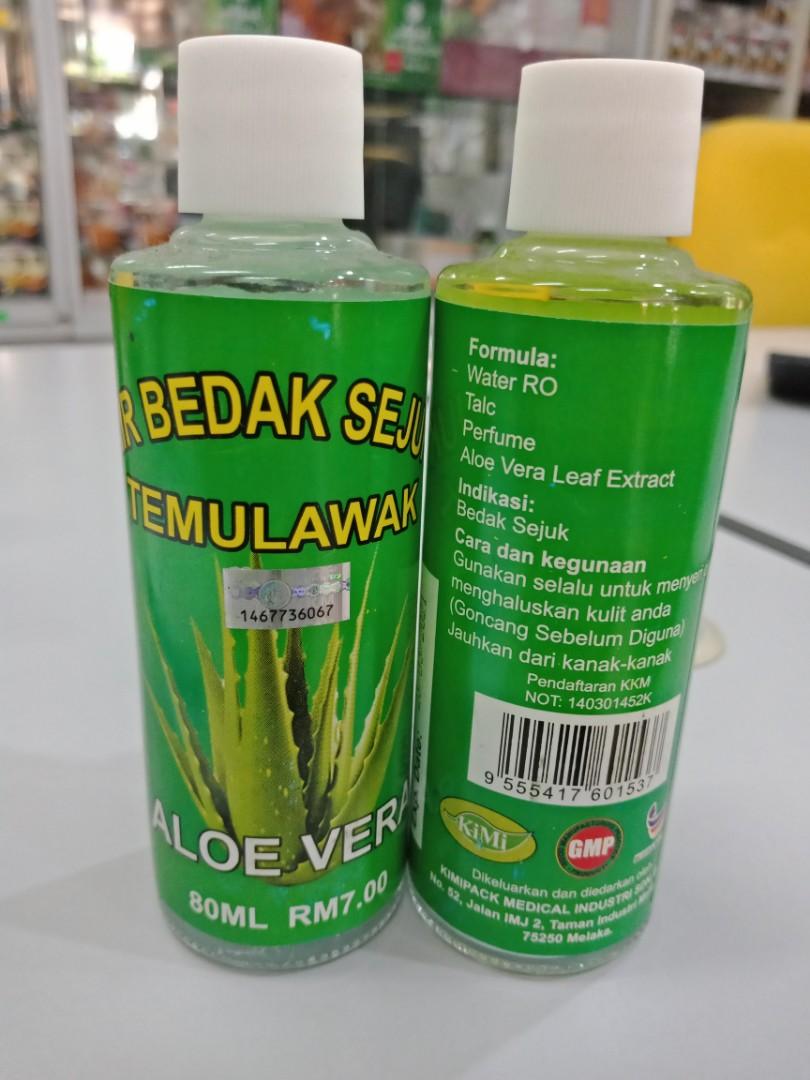 BEDAK
TEMULAWAK
1467736067
ALOE VERA
80ML RM7.00
Formula:
Water RO
Talc
Perfume
Aloe Vera Leaf Extract
Indikasi:
Bedak Sejuk
Cara dan kegunaan
Gunakan selalu untuk
menghaluskan kulit anda
(Goncang Sebelum Diguna)
Jauhkan dari kanak-kanak
Pendaftaran KKM
NOT: 140301452K
9 555417 601537
KiMi
GMP
Dikeluarkan dan diedarkan oleh
KIMIPACK MEDICAL INDUSTRI
No. 52, Jalan IMJ 2, Taman Industri
75250 Melaka.